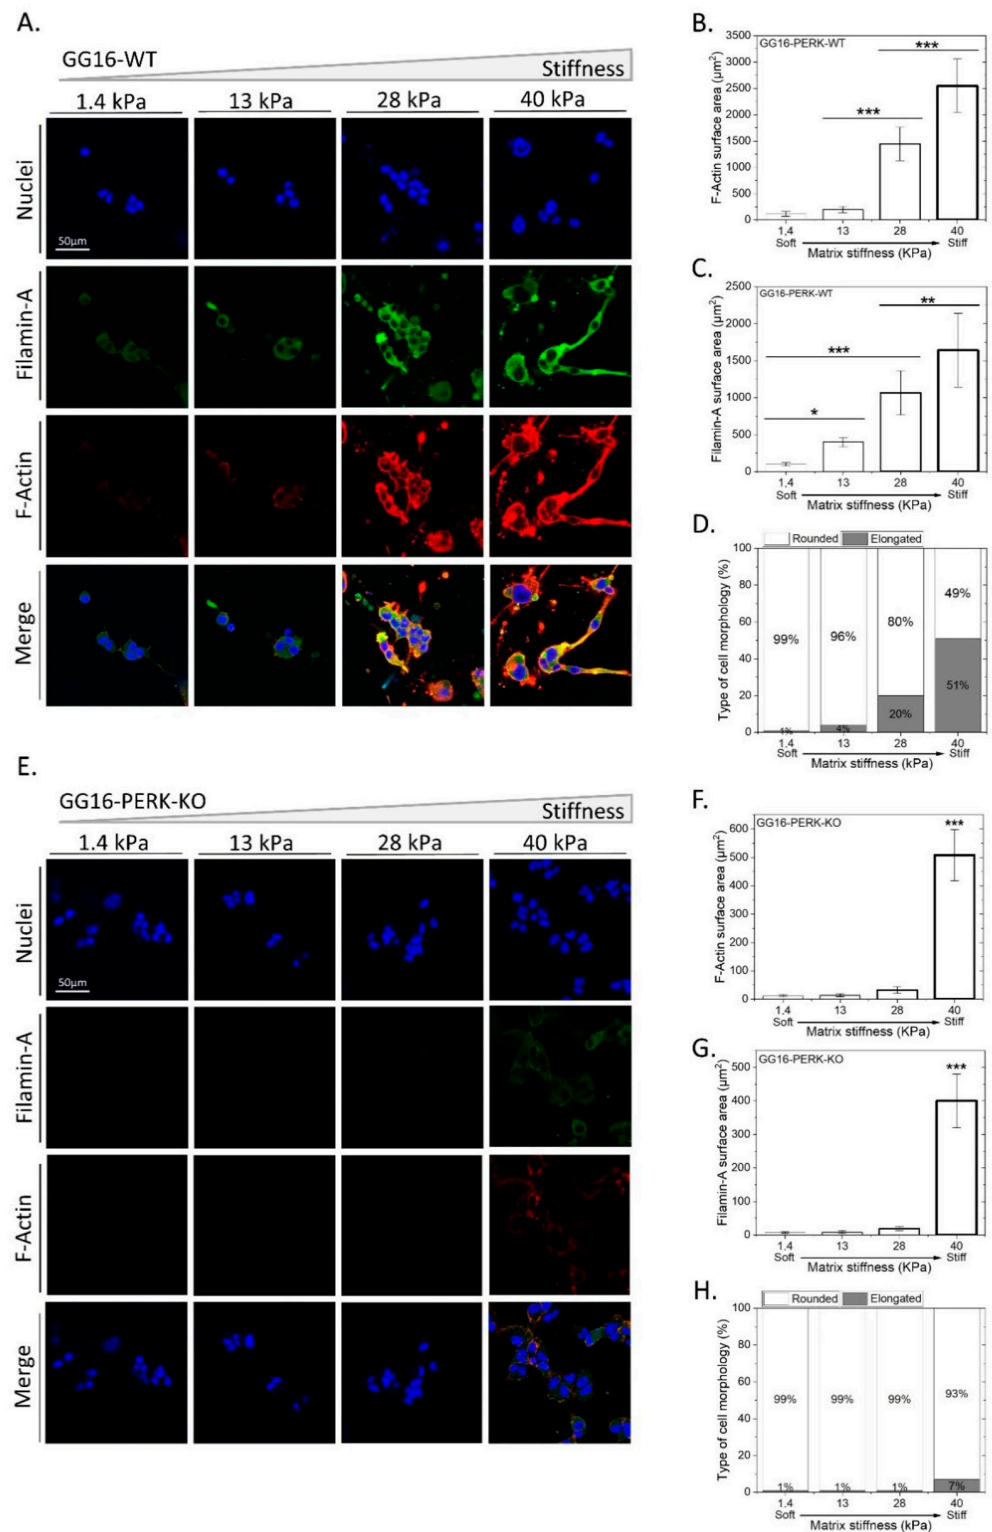 A.
GG16-WT
Stiffness
1.4 kPa 13 kPa 28 kPa 40 kPa
Nuclei
50µm
Filamin-A
F-Actin
Merge
B.
GG16-PERK-WT
***
***
F-Actin surface area (µm²)
3500
3000
2500
2000
1500
1000
500
0
1,4 13 28 40
Soft Stiff
Matrix stiffness (KPa)
C.
GG16-PERK-WT
**
***
*
Filamin-A surface area (µm²)
2500
2000
1500
1000
500
0
1,4 13 28 40
Soft Stiff
Matrix stiffness (KPa)
D.
Rounded Elongated
Type of cell morphology (%)
100
80
60
40
20
0
99% 96% 80% 49%
1% 4% 20% 51%
1,4 13 28 40
Soft Stiff
Matrix stiffness (kPa)
E.
GG16-PERK-KO
Stiffness
1.4 kPa 13 kPa 28 kPa 40 kPa
Nuclei
50µm
Filamin-A
F-Actin
Merge
F.
GG16-PERK-KO
***
F-Actin surface area (µm²)
600
500
400
300
200
100
0
1,4 13 28 40
Soft Stiff
Matrix stiffness (KPa)
G.
GG16-PERK-KO
***
Filamin-A surface area (µm²)
500
400
300
200
100
0
1,4 13 28 40
Soft Stiff
Matrix stiffness (KPa)
H.
Rounded Elongated
Type of cell morphology (%)
100
80
60
40
20
0
99% 99% 99% 93%
1% 1% 1% 7%
1,4 13 28 40
Soft Stiff
Matrix stiffness (kPa)